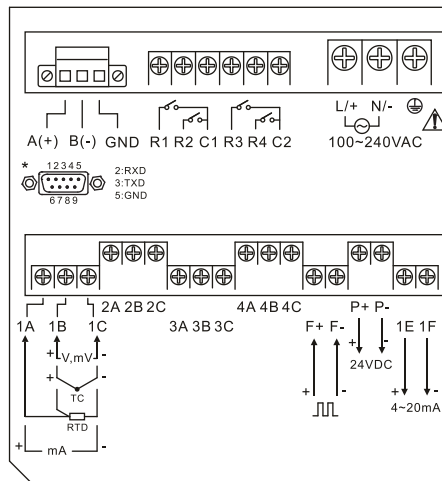 L/+ N/-
A(+) B(-) GND R1 R2 C1 R3 R4 C2 100~240VAC
* 12345 2:RXD
3:TXD
6789 5:GND
2A 2B 2C 4A 4B 4C P+ P-
1A 1B 1C 3A 3B 3C F+ F- 1E 1F
+ V,mV - + - 24VDC
+ -
TC
RTD + - + -
4~20mA
+ mA -